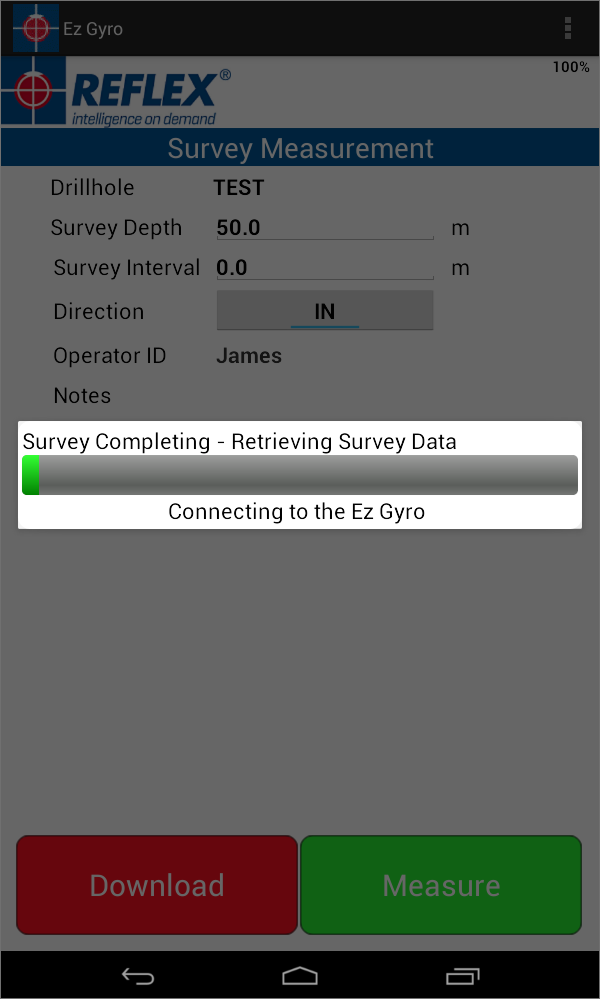 Ez Gyro
100%
REFLEX®
intelligence on demand
Survey Measurement
Drillhole TEST
Survey Depth 50.0 m
Survey Interval 0.0 m
Direction IN
Operator ID James
Notes
Survey Completing - Retrieving Survey Data
Connecting to the Ez Gyro
Download Measure